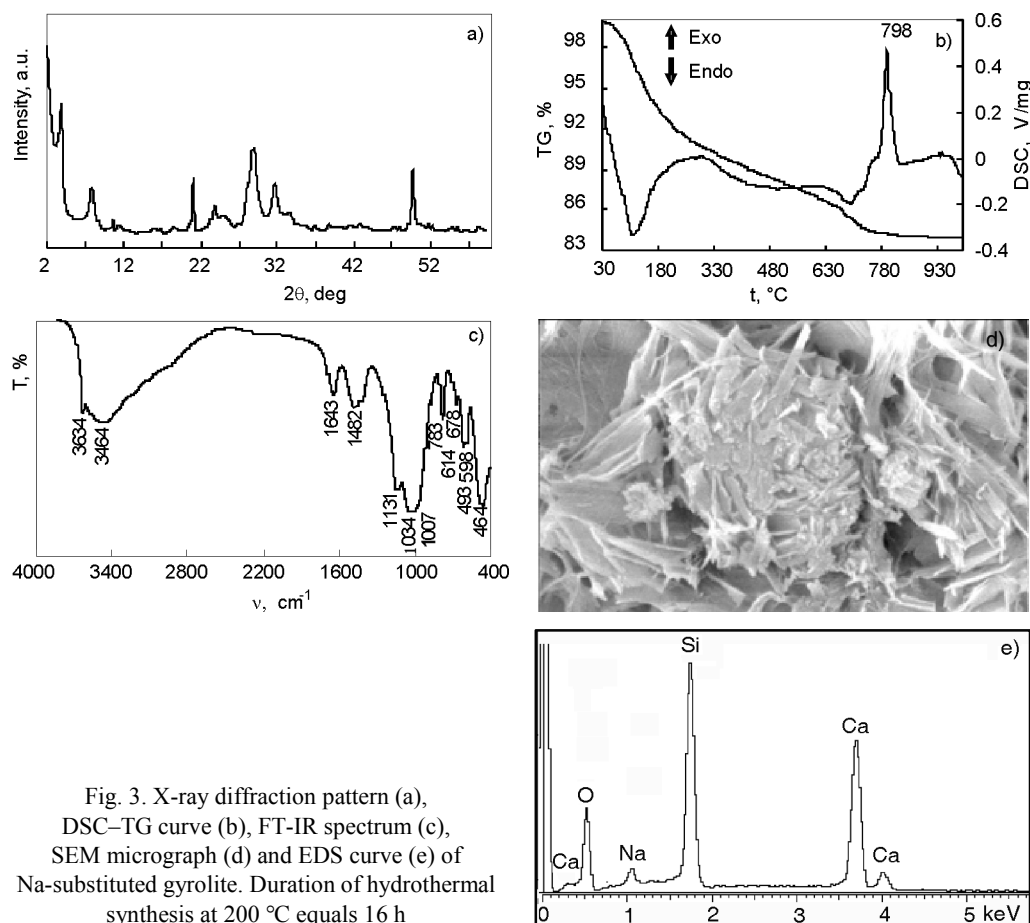 a)
Intensity, a.u.
2 12 22 32 42 52
2θ, deg
798
b)
Exo
Endo
98
95
92
89
86
83
TG, %
0.6
0.4
0.2
0
-0.2
-0.4
DSC, V/mg
30 180 330 480 630 780 930
t, °C
c)
T, %
3634
3464
1643
1482
1131
1034
1007
783
614
678
493
598
464
4000 3400 2800 2200 1600 1000 400
ν, cm-1
d)
e)
Si
Ca
O
Ca
Na
Ca
0 1 2 3 4 5 keV
Fig. 3. X-ray diffraction pattern (a),
DSC–TG curve (b), FT-IR spectrum (c),
SEM micrograph (d) and EDS curve (e) of
Na-substituted gyrolite. Duration of hydrothermal
synthesis at 200 °C equals 16 h